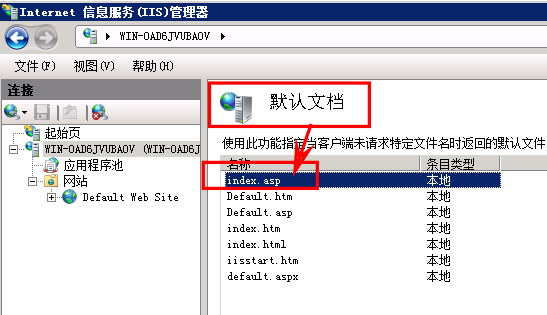 Internet 信息服务(IIS)管理器
WIN-OAD6JVUBAOV
文件(F) 视图(V) 帮助(H)
连接
起始页
WIN-OAD6JVUBAOV (WIN-OAD6J
应用程序池
网站
Default Web Site
默认文档
使用此功能指定当客户端未请求特定文件名时返回的默认文件
名称 条目类型
index.asp 本地
Default.htm 本地
Default.asp 本地
index.htm 本地
index.html 本地
iisstart.htm 本地
default.aspx 本地